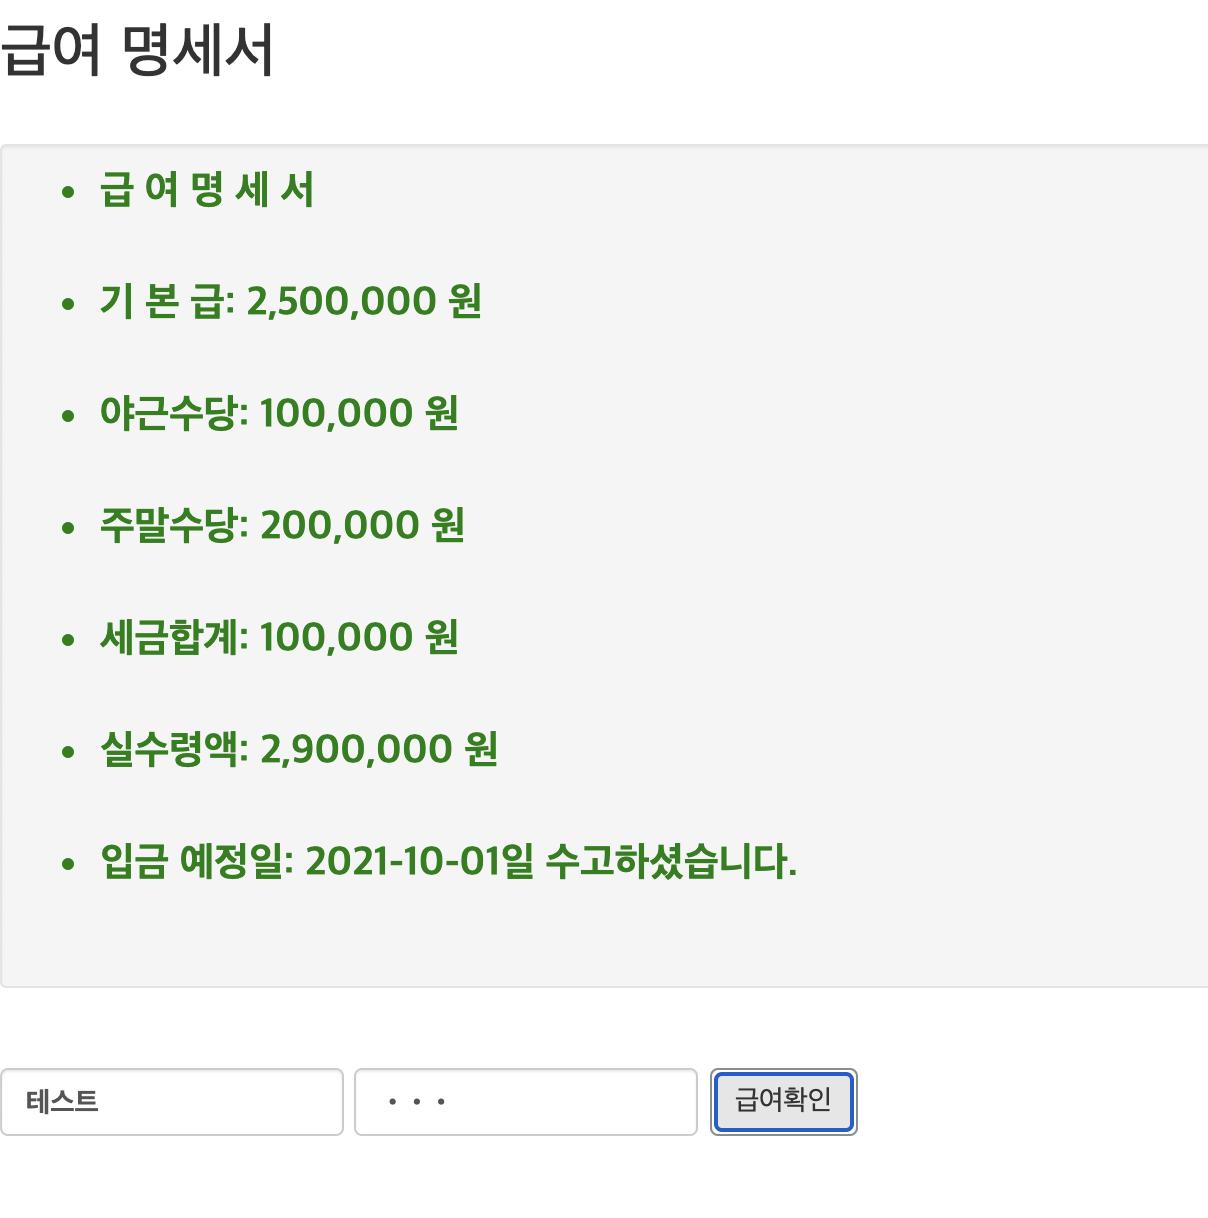 급여 명세서
• 급 여 명 세 서
• 기 본 급: 2,500,000 원
• 야근수당: 100,000 원
• 주말수당: 200,000 원
• 세금합계: 100,000 원
• 실수령액: 2,900,000 원
• 입금 예정일: 2021-10-01일 수고하셨습니다.
테스트 • • • 급여확인